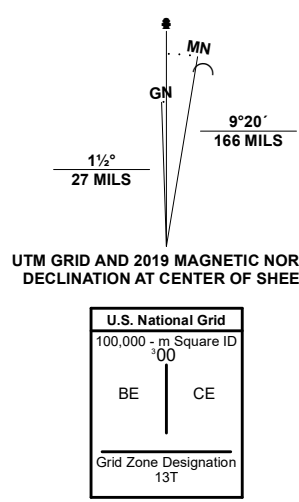 MN
GN
9°20´
166 MILS
1½°
27 MILS
UTM GRID AND 2019 MAGNETIC NOR
DECLINATION AT CENTER OF SHEE
U.S. National Grid
100,000 - m Square ID
³00
BE CE
Grid Zone Designation
13T